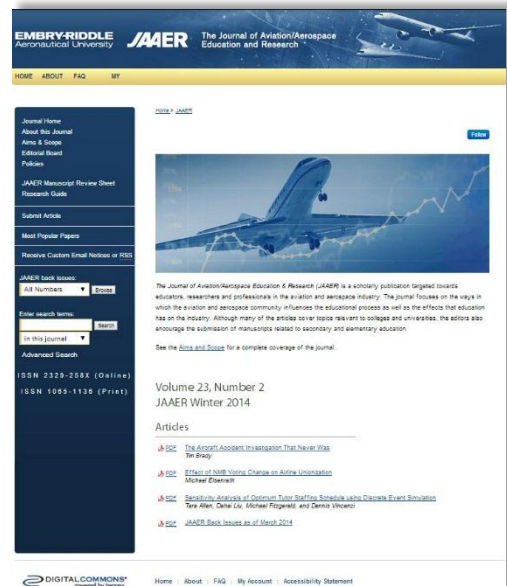 EMBRY-RIDDLE
Aeronautical University
JAAER
The Journal of Aviation/Aerospace
Education and Research
HOME ABOUT FAQ MY
Home > JAAER
Follow
Journal Home
About this Journal
Aims & Scope
Editorial Board
Policies
JAAER Manuscript Review Sheet
Research Guide
Submit Article
Most Popular Papers
Receive Custom Email Notices or RSS
JAAER back issues:
All Numbers Browse
Enter search terms:
Search
in this journal
Advanced Search
ISSN 2329-258X (Online)
ISSN 1065-1136 (Print)
The Journal of Aviation/Aerospace Education & Research (JAAER) is a scholarly publication targeted towards
educators, researchers and professionals in the aviation and aerospace industry. The journal focuses on the ways in
which the aviation and aerospace community influences the educational process as well as the effects that education
has on the industry. Although many of the articles cover topics relevant to colleges and universities, the editors also
encourage the submission of manuscripts related to secondary and elementary education.
See the Aims and Scope for a complete coverage of the journal.
Volume 23, Number 2
JAAER Winter 2014
Articles
PDF The Aircraft Accident Investigation That Never Was
Tim Brady
PDF Effect of NMB Voting Change on Airline Unionization
Michael Elsenrath
PDF Sensitivity Analysis of Optimum Tutor Staffing Schedule using Discrete Event Simulation
Tara Allen, Dahai Liu, Michael Fitzgerald, and Dennis Vincenzi
PDF JAAER Back Issues as of March 2014
DIGITALCOMMONS
powered by bepress
Home | About | FAQ | My Account | Accessibility Statement